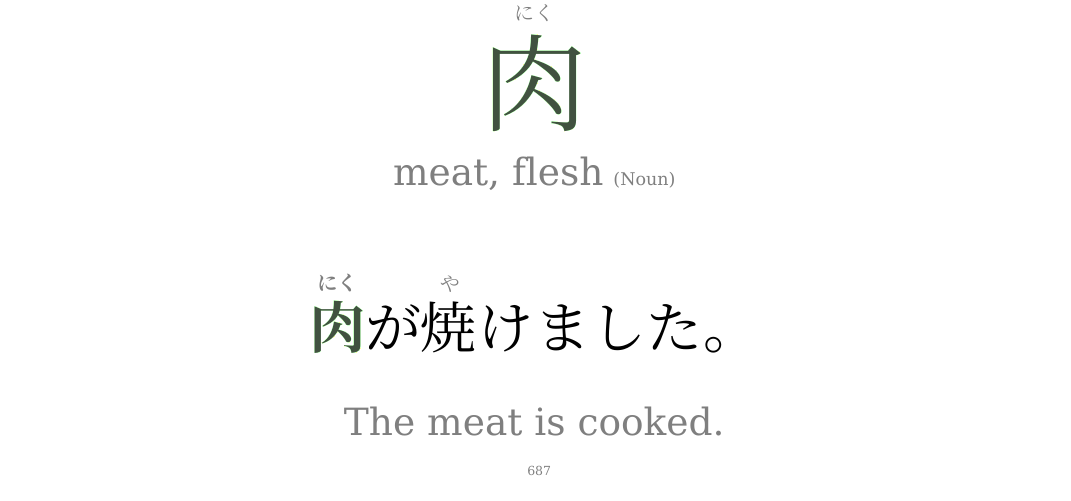 にく
肉
meat, flesh (Noun)
にく や
肉が焼けました。
The meat is cooked.
687